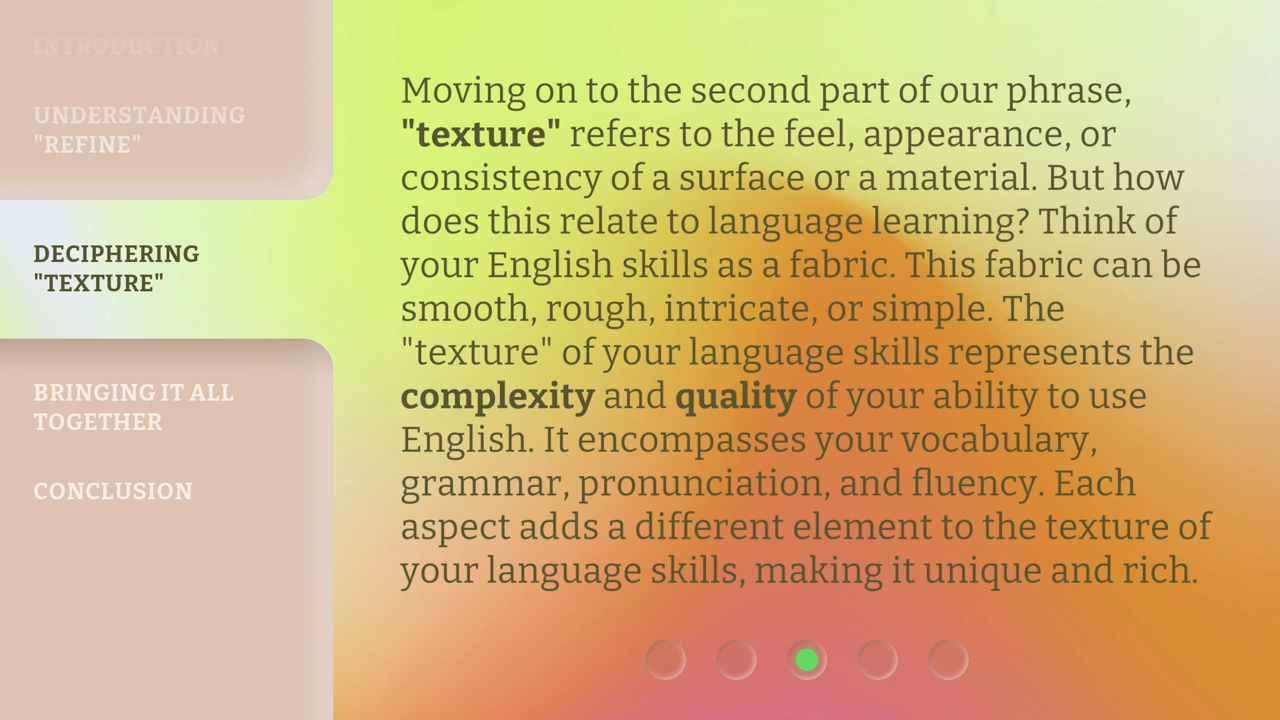 INTRODUCTION
UNDERSTANDING
"REFINE"
DECIPHERING
"TEXTURE"
BRINGING IT ALL
TOGETHER
CONCLUSION
Moving on to the second part of our phrase,
"texture" refers to the feel, appearance, or
consistency of a surface or a material. But how
does this relate to language learning? Think of
your English skills as a fabric. This fabric can be
smooth, rough, intricate, or simple. The
"texture" of your language skills represents the
complexity and quality of your ability to use
English. It encompasses your vocabulary,
grammar, pronunciation, and fluency. Each
aspect adds a different element to the texture of
your language skills, making it unique and rich.